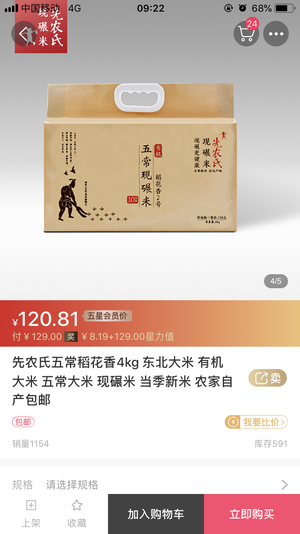 中国移动 4G
09:22
68%
先农氏
现碾米
24
先农氏
现碾米
现碾更健康
有机
五常现碾米
稻花香2号
4/5
¥120.81 五星会员价
付¥129.00 奖 ¥8.19+129.00星力值
先农氏五常稻花香4kg 东北大米 有机
大米 五常大米 现碾米 当季新米 农家自
产包邮
卖
包邮
我要比价>
销量1154
库存591
规格 请选择规格
上架
收藏
加入购物车
立即购买